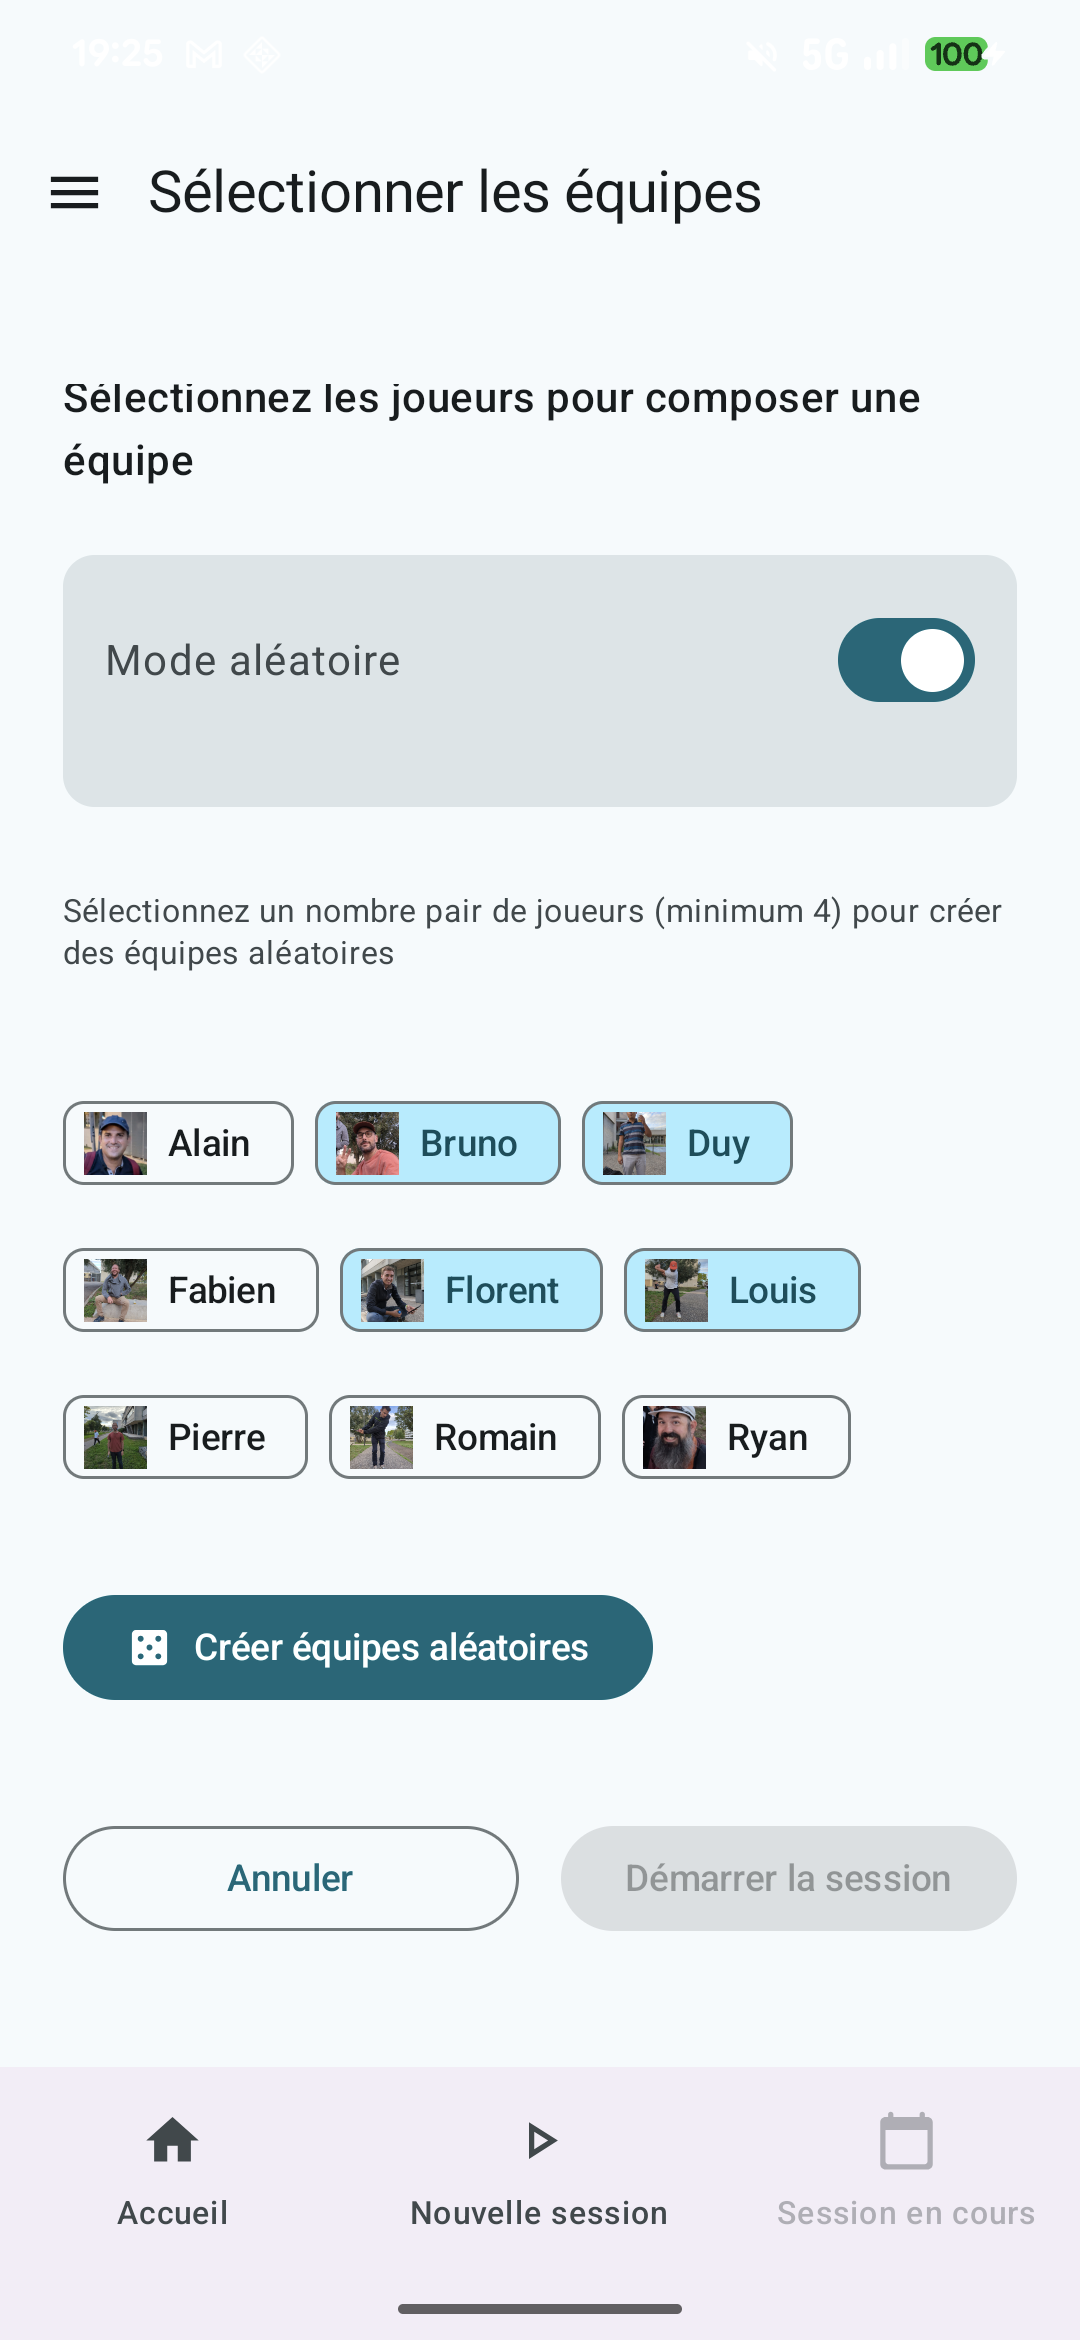 19:25
5G
100
Sélectionner les équipes
Sélectionnez les joueurs pour composer une
équipe
Mode aléatoire
Sélectionnez un nombre pair de joueurs (minimum 4) pour créer
des équipes aléatoires
Alain
Bruno
Duy
Fabien
Florent
Louis
Pierre
Romain
Ryan
Créer équipes aléatoires
Annuler
Démarrer la session
Accueil
Nouvelle session
Session en cours